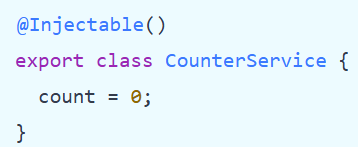 @Injectable()
export class CounterService {
  count = 0;
}